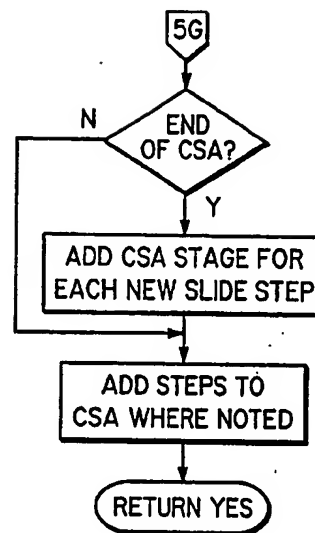 5G
N
END
OF CSA?
Y
ADD CSA STAGE FOR
EACH NEW SLIDE STEP
ADD STEPS TO
CSA WHERE NOTED
RETURN YES